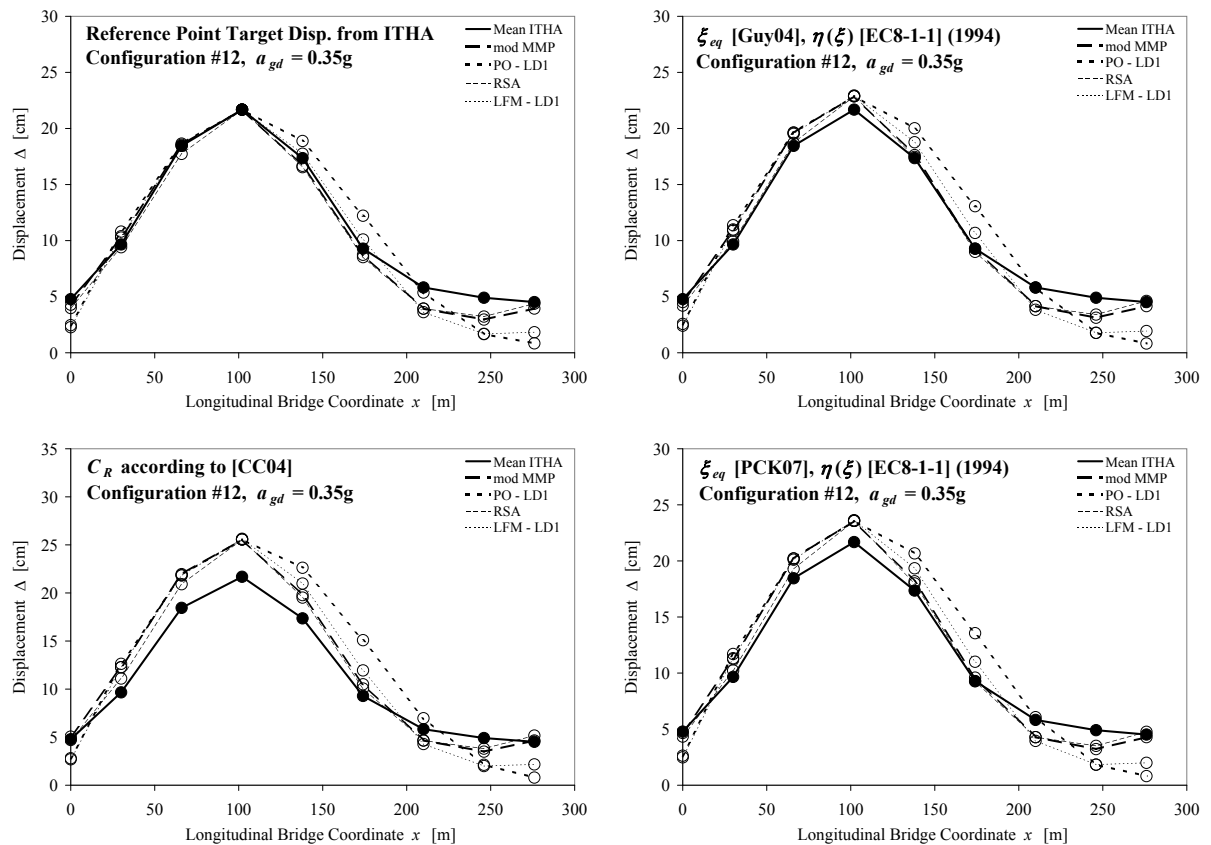 Reference Point Target Disp. from ITHA
Configuration #12, a gd = 0.35g
Mean ITHA
mod MMP
PO - LD1
RSA
LFM - LD1
30
25
20
15
10
5
0
Displacement Δ [cm]
0 50 100 150 200 250 300
Longitudinal Bridge Coordinate x [m]
ξ eq [Guy04], η(ξ) [EC8-1-1] (1994)
Configuration #12, a gd = 0.35g
Mean ITHA
mod MMP
PO - LD1
RSA
LFM - LD1
30
25
20
15
10
5
0
Displacement Δ [cm]
0 50 100 150 200 250 300
Longitudinal Bridge Coordinate x [m]
C R according to [CC04]
Configuration #12, a gd = 0.35g
Mean ITHA
mod MMP
PO - LD1
RSA
LFM - LD1
35
30
25
20
15
10
5
0
Displacement Δ [cm]
0 50 100 150 200 250 300
Longitudinal Bridge Coordinate x [m]
ξ eq [PCK07], η(ξ) [EC8-1-1] (1994)
Configuration #12, a gd = 0.35g
Mean ITHA
mod MMP
PO - LD1
RSA
LFM - LD1
30
25
20
15
10
5
0
Displacement Δ [cm]
0 50 100 150 200 250 300
Longitudinal Bridge Coordinate x [m]